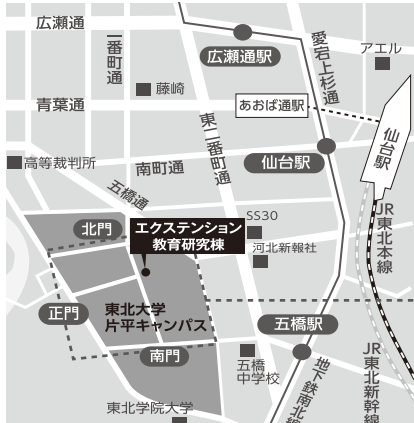 広瀬通
一番町通
広瀬通駅
愛宕上杉通
アエル
藤崎
青葉通
あおば通駅
東二番町通
仙台駅
仙台駅
高等裁判所
南町通
五橋通
SS30
JR東北本線
北門
エクステンション
教育研究棟
河北新報社
正門
東北大学
片平キャンパス
五橋駅
南門
五橋
中学校
地下鉄南北線
JR東北新幹線
東北学院大学